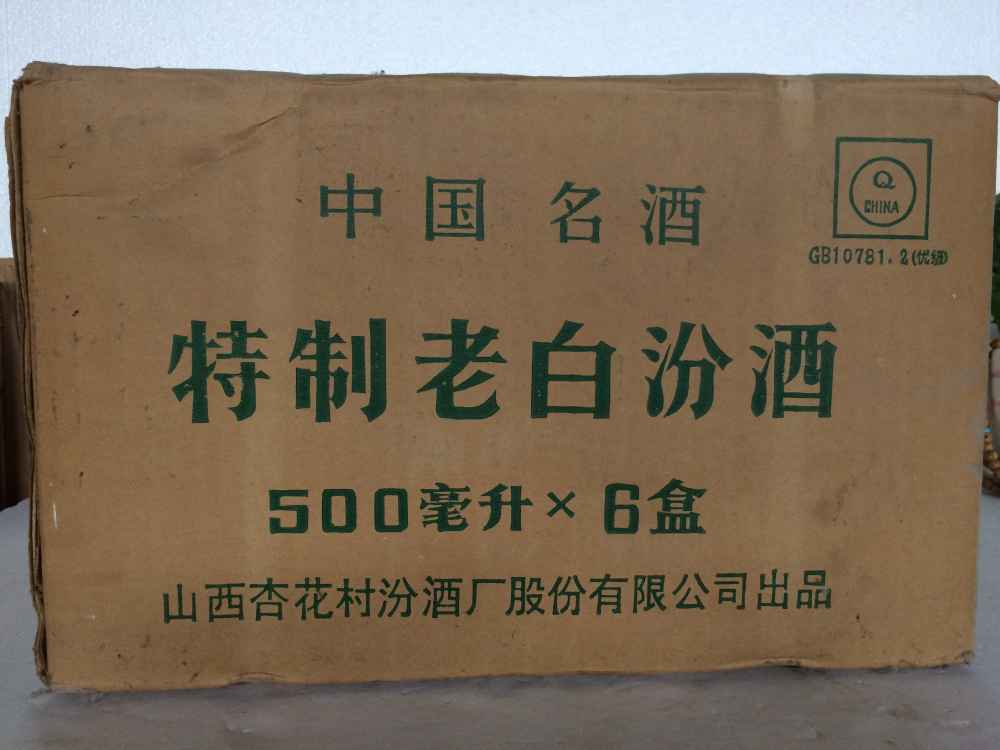 中国名酒
Q
CHINA
GB10781.2(优级)
特制老白汾酒
500毫升×6盒
山西杏花村汾酒厂股份有限公司出品